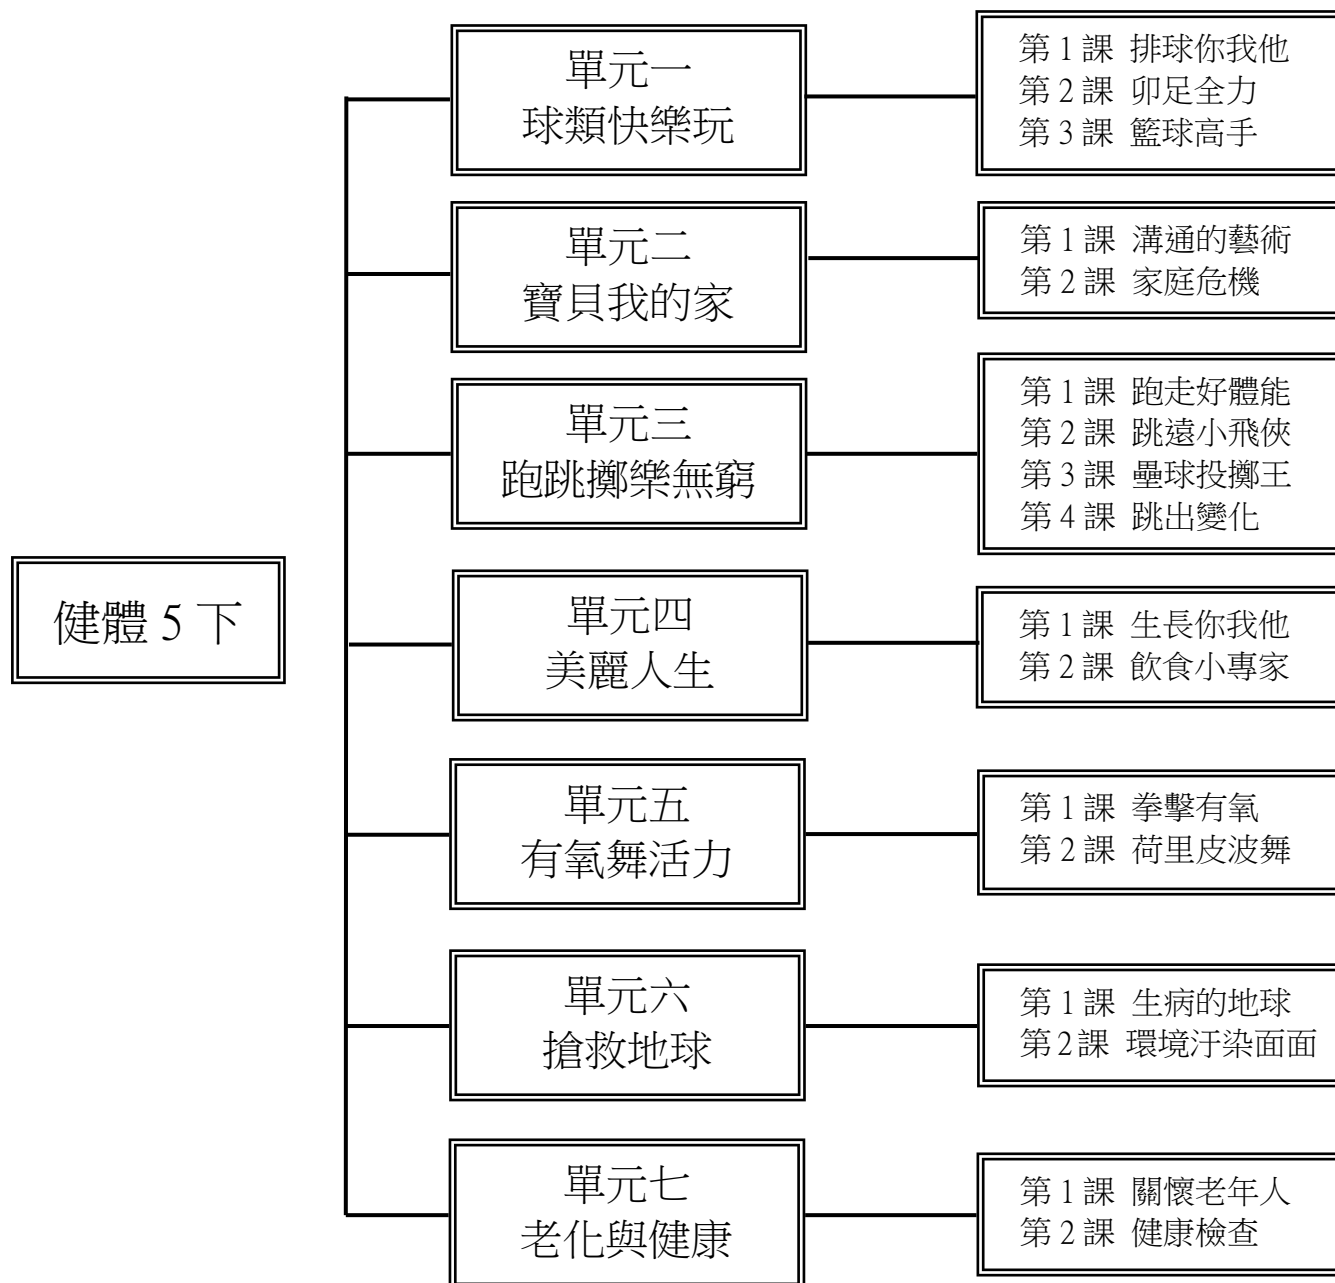 健體 5 下
單元一
球類快樂玩
第 1 課 排球你我他
第 2 課 卯足全力
第 3 課 籃球高手
單元二
寶貝我的家
第 1 課 溝通的藝術
第 2 課 家庭危機
單元三
跑跳擲樂無窮
第 1 課 跑走好體能
第 2 課 跳遠小飛俠
第 3 課 壘球投擲王
第 4 課 跳出變化
單元四
美麗人生
第 1 課 生長你我他
第 2 課 飲食小專家
單元五
有氧舞活力
第 1 課 拳擊有氧
第 2 課 荷里皮波舞
單元六
搶救地球
第 1 課 生病的地球
第 2 課 環境汙染面面
單元七
老化與健康
第 1 課 關懷老年人
第 2 課 健康檢查